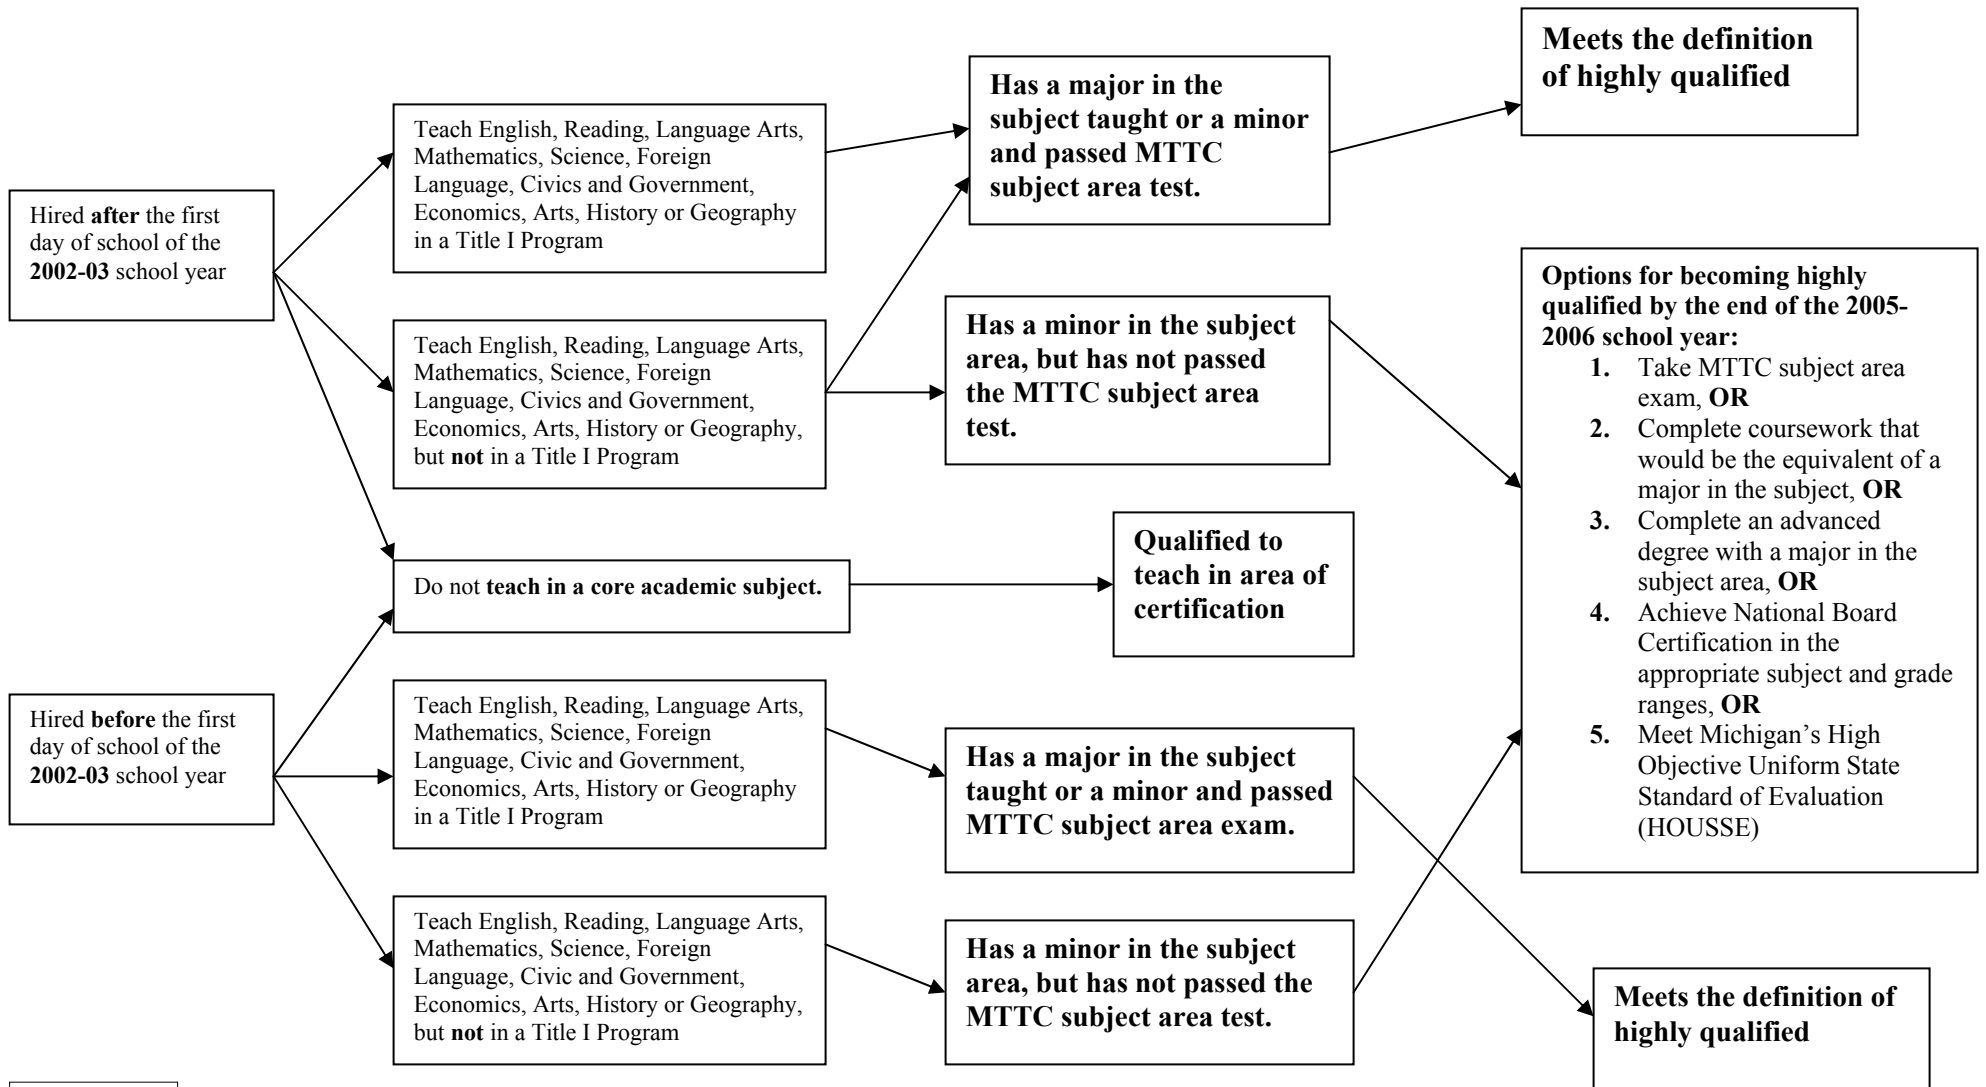 Meets the definition
of highly qualified
Has a major in the
subject taught or a minor
and passed MTTC
subject area test.
Teach English, Reading, Language Arts,
Mathematics, Science, Foreign
Language, Civics and Government,
Economics, Arts, History or Geography
in a Title I Program
Hired after the first
day of school of the
2002-03 school year
Teach English, Reading, Language Arts,
Mathematics, Science, Foreign
Language, Civics and Government,
Economics, Arts, History or Geography,
but not in a Title I Program
Has a minor in the subject
area, but has not passed
the MTTC subject area
test.
Options for becoming highly
qualified by the end of the 2005-
2006 school year:
1. Take MTTC subject area
exam, OR
2. Complete coursework that
would be the equivalent of a
major in the subject, OR
3. Complete an advanced
degree with a major in the
subject area, OR
4. Achieve National Board
Certification in the
appropriate subject and grade
ranges, OR
5. Meet Michigan’s High
Objective Uniform State
Standard of Evaluation
(HOUSSE)
Do not teach in a core academic subject.
Qualified to
teach in area of
certification
Hired before the first
day of school of the
2002-03 school year
Teach English, Reading, Language Arts,
Mathematics, Science, Foreign
Language, Civic and Government,
Economics, Arts, History or Geography
in a Title I Program
Has a major in the subject
taught or a minor and passed
MTTC subject area exam.
Teach English, Reading, Language Arts,
Mathematics, Science, Foreign
Language, Civic and Government,
Economics, Arts, History or Geography,
but not in a Title I Program
Has a minor in the subject
area, but has not passed the
MTTC subject area test.
Meets the definition of
highly qualified